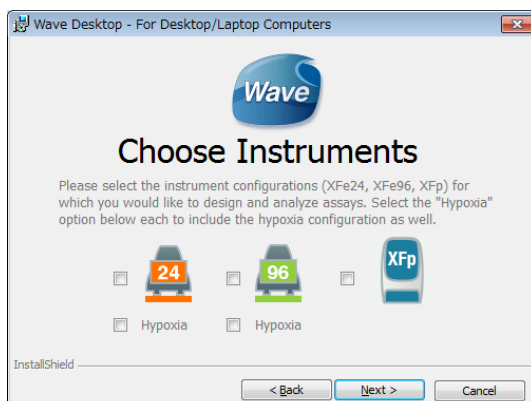 Wave Desktop - For Desktop/Laptop Computers
Wave
Choose Instruments
Please select the instrument configurations (XFe24, XFe96, XFp) for
which you would like to design and analyze assays. Select the "Hypoxia"
option below each to include the hypoxia configuration as well.
24 96 XFp
Hypoxia Hypoxia
InstallShield
< Back Next > Cancel